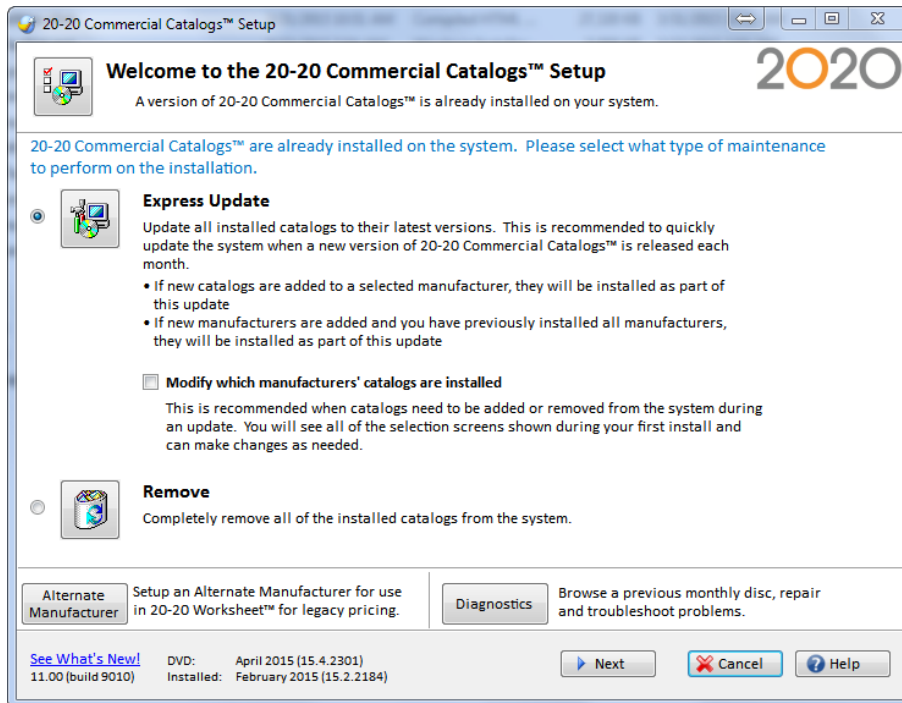 20-20 Commercial Catalogs™ Setup
Welcome to the 20-20 Commercial Catalogs™ Setup
2020
A version of 20-20 Commercial Catalogs™ is already installed on your system.
20-20 Commercial Catalogs™ are already installed on the system. Please select what type of maintenance
to perform on the installation.
Express Update
Update all installed catalogs to their latest versions. This is recommended to quickly
update the system when a new version of 20-20 Commercial Catalogs™ is released each
month.
• If new catalogs are added to a selected manufacturer, they will be installed as part of
this update
• If new manufacturers are added and you have previously installed all manufacturers,
they will be installed as part of this update
Modify which manufacturers' catalogs are installed
This is recommended when catalogs need to be added or removed from the system during
an update. You will see all of the selection screens shown during your first install and
can make changes as needed.
Remove
Completely remove all of the installed catalogs from the system.
Alternate
Manufacturer
Setup an Alternate Manufacturer for use
in 20-20 Worksheet™ for legacy pricing.
Diagnostics
Browse a previous monthly disc, repair
and troubleshoot problems.
See What's New!
11.00 (build 9010)
DVD: April 2015 (15.4.2301)
Installed: February 2015 (15.2.2184)
Next
Cancel
Help